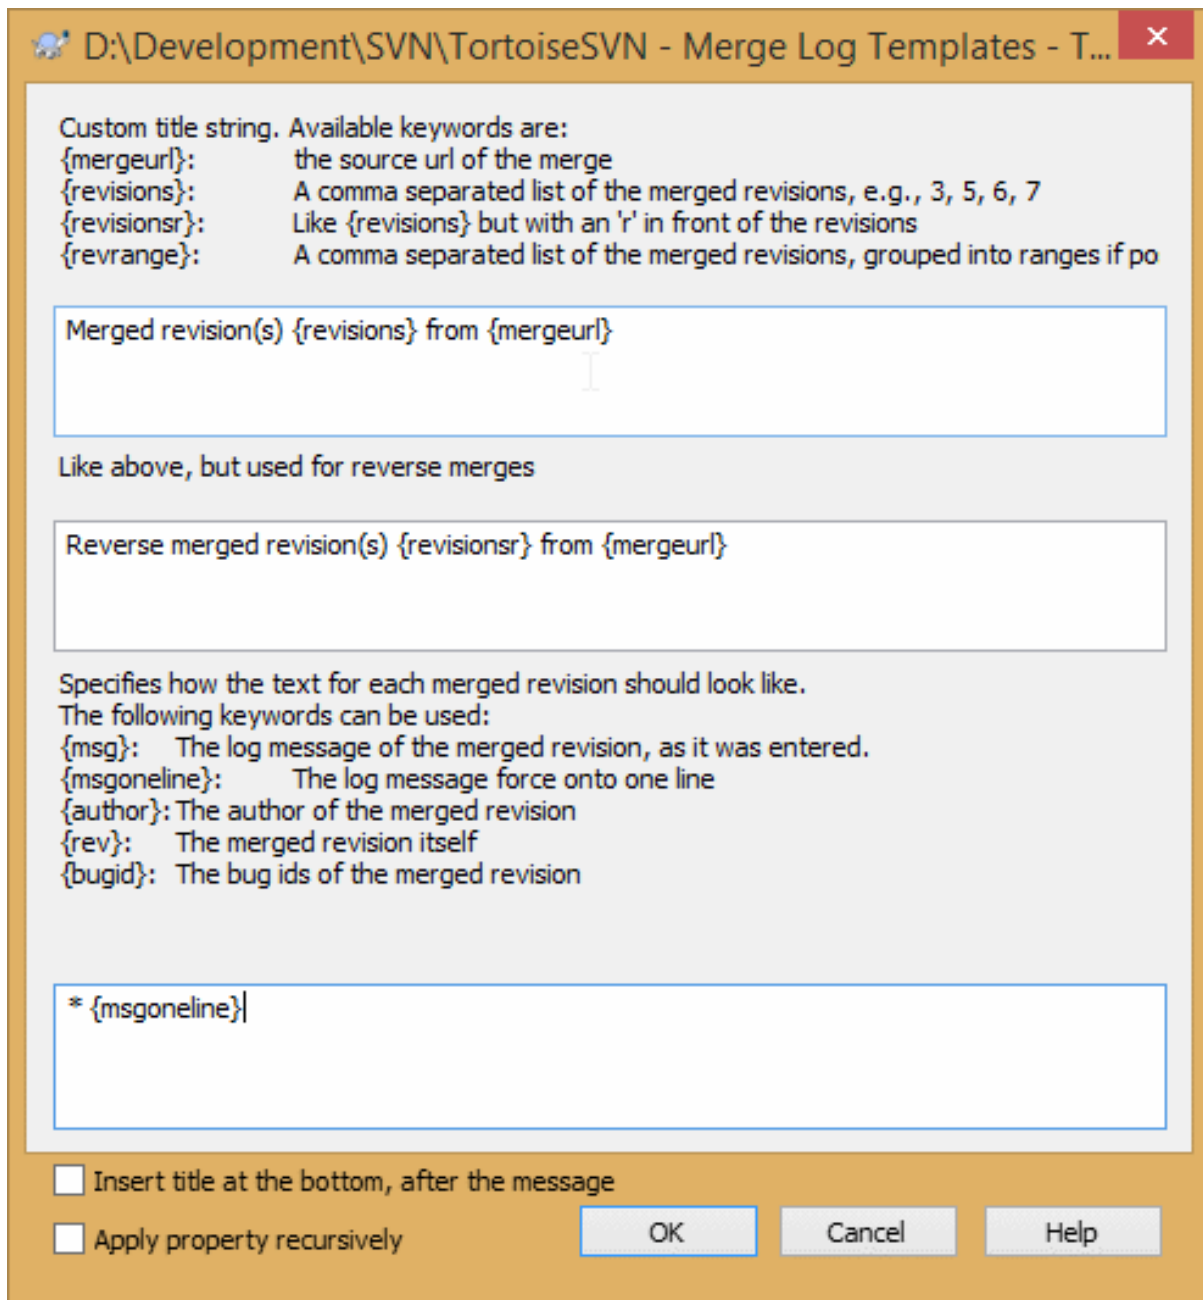 D:\Development\SVN\TortoiseSVN - Merge Log Templates - T...
Custom title string. Available keywords are:
{mergeurl}: the source url of the merge
{revisions}: A comma separated list of the merged revisions, e.g., 3, 5, 6, 7
{revisionsr}: Like {revisions} but with an 'r' in front of the revisions
{revrange}: A comma separated list of the merged revisions, grouped into ranges if po
Merged revision(s) {revisions} from {mergeurl}
Like above, but used for reverse merges
Reverse merged revision(s) {revisionsr} from {mergeurl}
Specifies how the text for each merged revision should look like.
The following keywords can be used:
{msg}: The log message of the merged revision, as it was entered.
{msgoneline}: The log message force onto one line
{author}: The author of the merged revision
{rev}: The merged revision itself
{bugid}: The bug ids of the merged revision
* {msgoneline}
Insert title at the bottom, after the message
Apply property recursively
OK Cancel Help